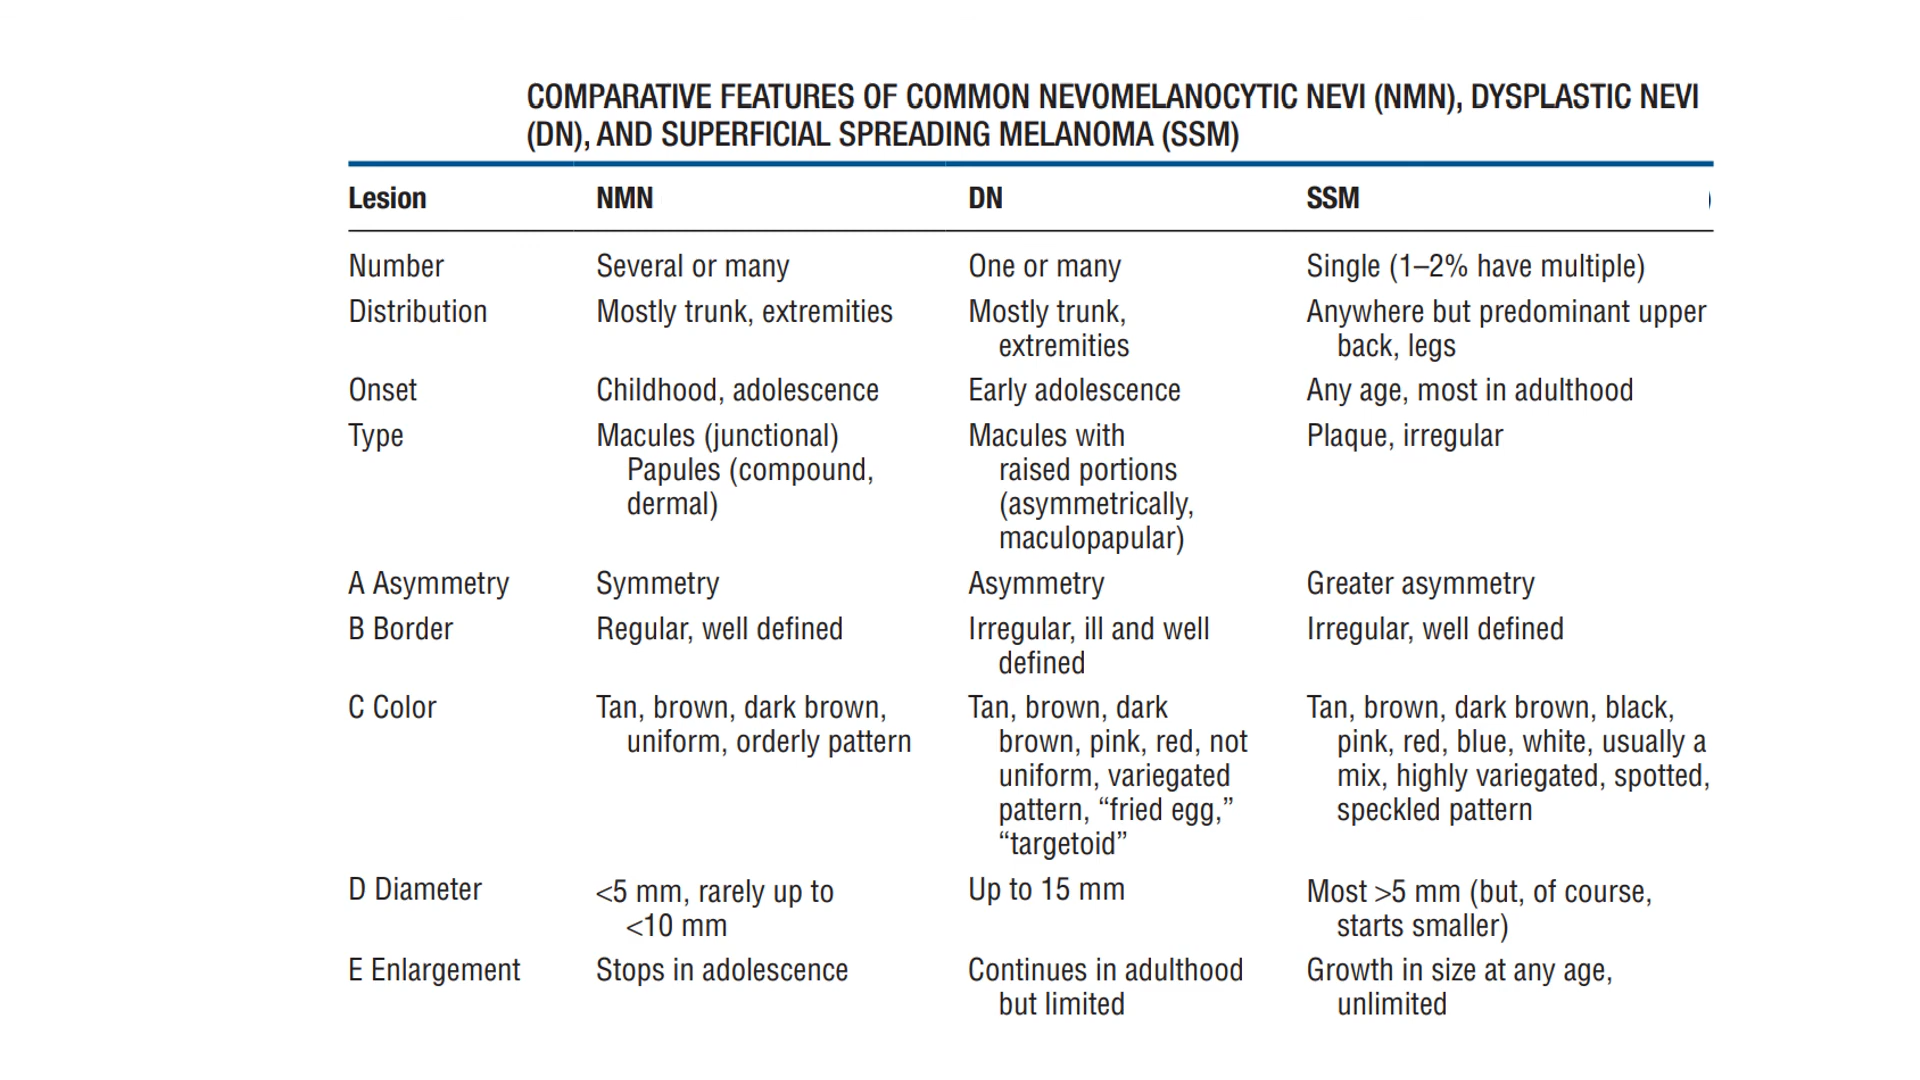 COMPARATIVE FEATURES OF COMMON NEVOMELANOCYTIC NEVI (NMN), DYSPLASTIC NEVI
(DN), AND SUPERFICIAL SPREADING MELANOMA (SSM)
Lesion NMN DN SSM
Number Several or many One or many Single (1–2% have multiple)
Distribution Mostly trunk, extremities Mostly trunk, Anywhere but predominant upper
extremities back, legs
Onset Childhood, adolescence Early adolescence Any age, most in adulthood
Type Macules (junctional) Macules with Plaque, irregular
Papules (compound, raised portions
dermal) (asymmetrically,
maculopapular)
A Asymmetry Symmetry Asymmetry Greater asymmetry
B Border Regular, well defined Irregular, ill and well Irregular, well defined
defined
C Color Tan, brown, dark brown, Tan, brown, dark Tan, brown, dark brown, black,
uniform, orderly pattern brown, pink, red, not pink, red, blue, white, usually a
uniform, variegated mix, highly variegated, spotted,
pattern, “fried egg,” speckled pattern
“targetoid”
D Diameter <5 mm, rarely up to Up to 15 mm Most >5 mm (but, of course,
<10 mm starts smaller)
E Enlargement Stops in adolescence Continues in adulthood Growth in size at any age,
but limited unlimited